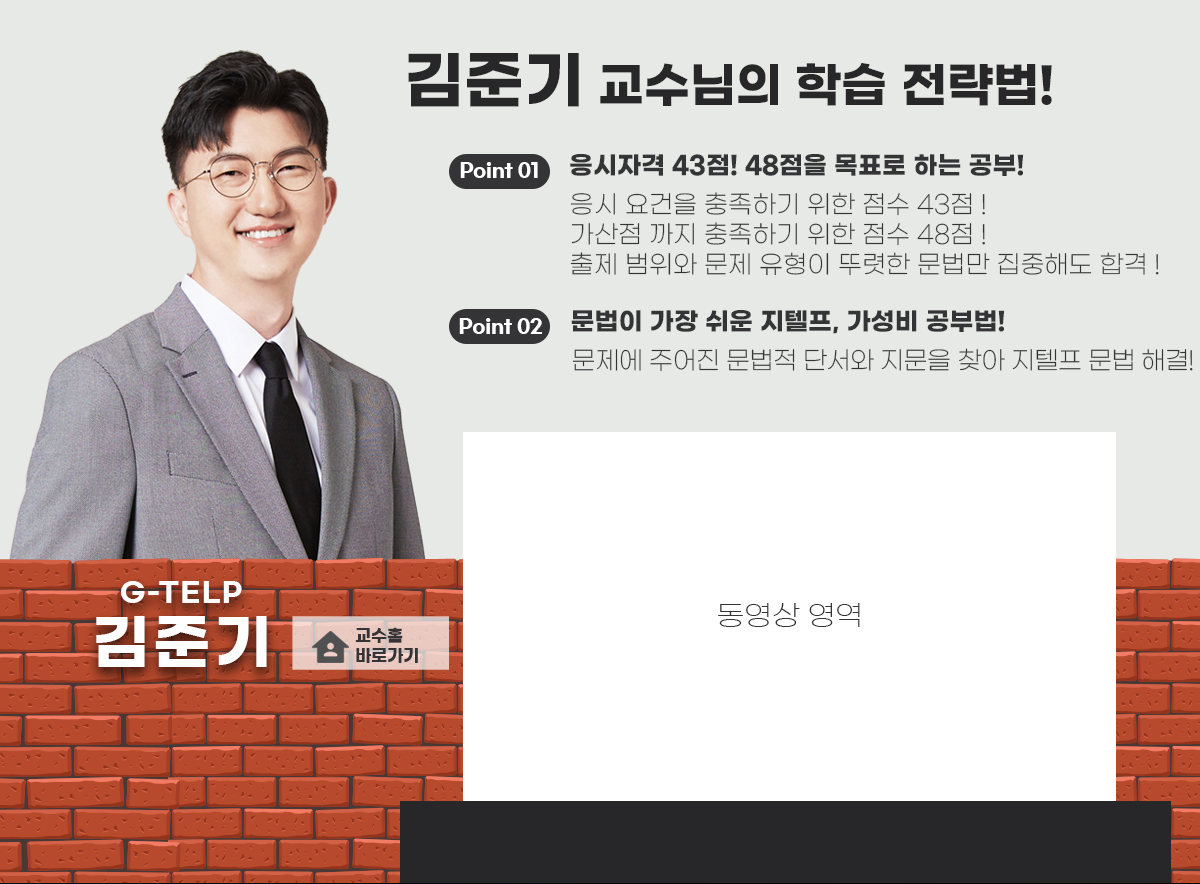 김준기 교수님의 학습 전략법!
Point 01
응시자격 43점! 48점을 목표로 하는 공부!
응시 요건을 충족하기 위한 점수 43점 !
가산점 까지 충족하기 위한 점수 48점 !
출제 범위와 문제 유형이 뚜렷한 문법만 집중해도 합격 !
Point 02
문법이 가장 쉬운 지텔프, 가성비 공부법!
문제에 주어진 문법적 단서와 지문을 찾아 지텔프 문법 해결!
동영상 영역
G-TELP
김준기
교수홈
바로가기